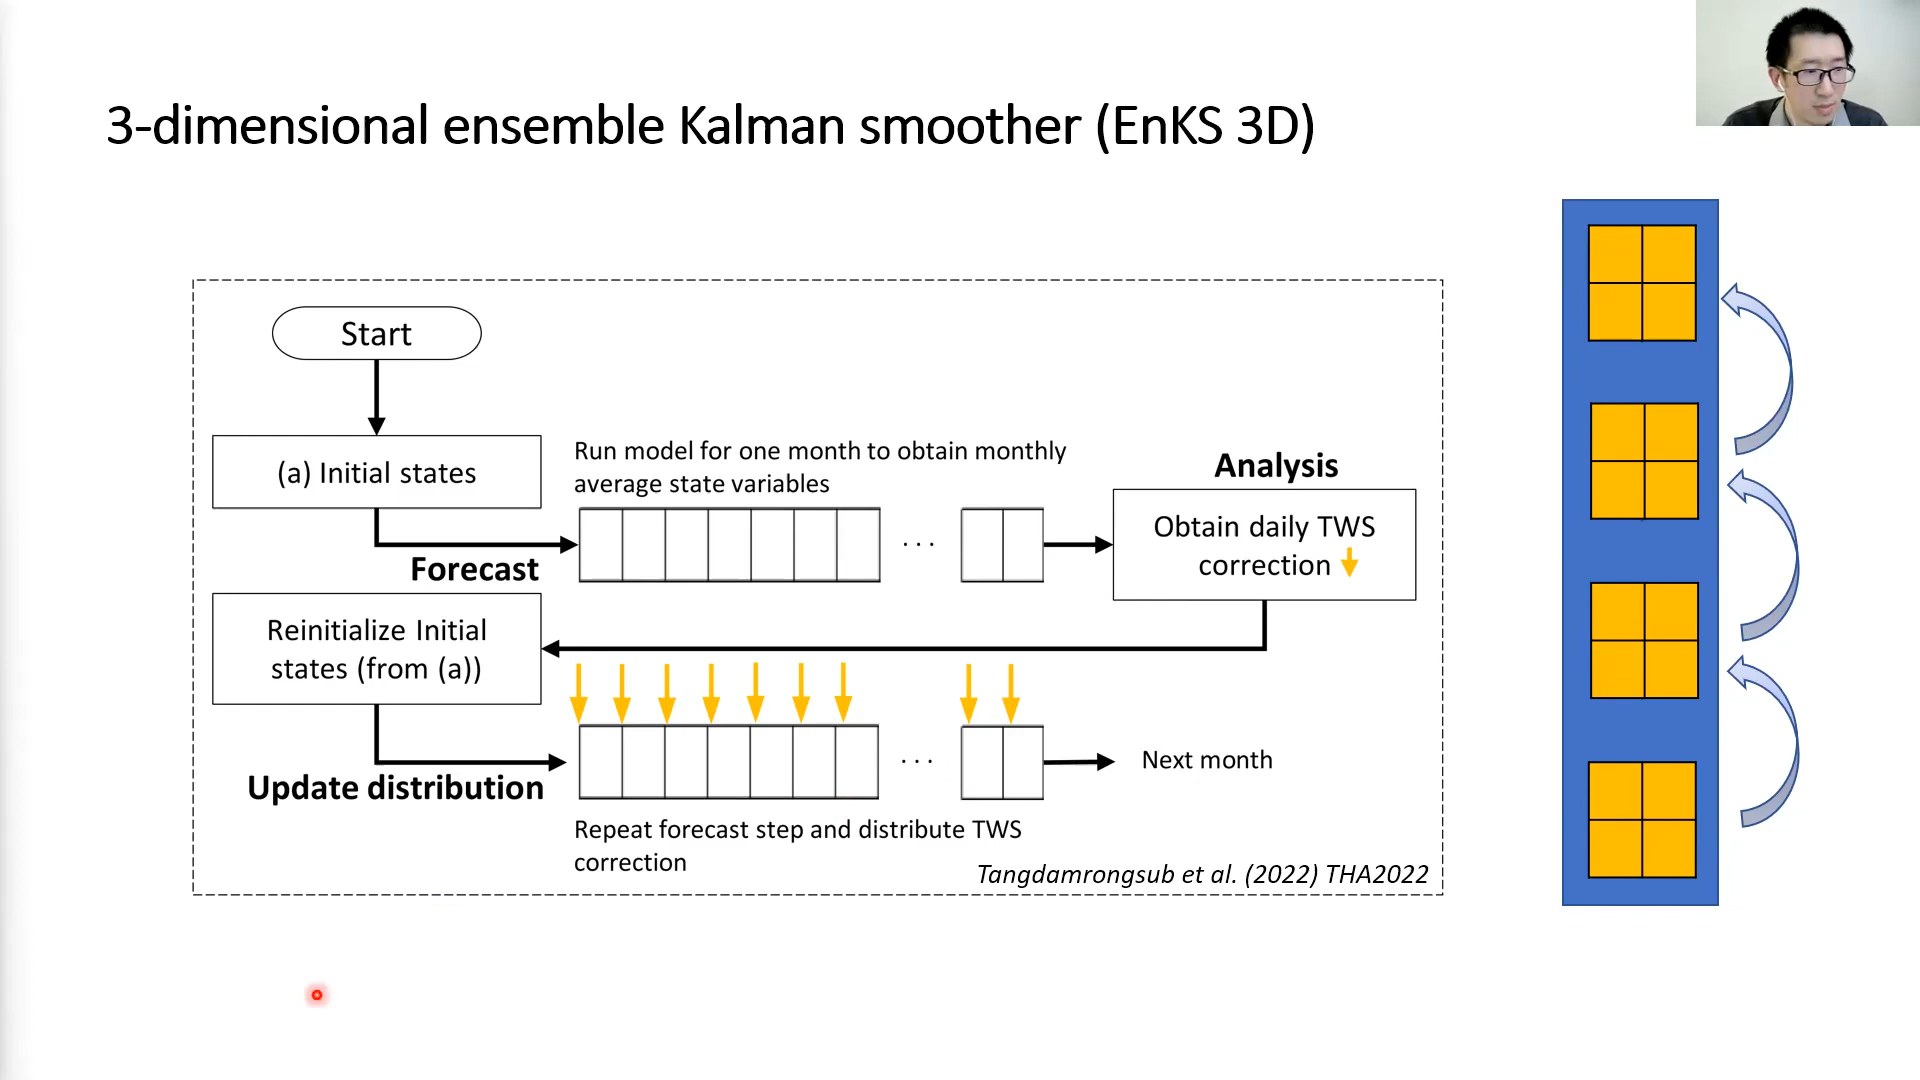 3-dimensional ensemble Kalman smoother (EnKS 3D)
Start
(a) Initial states
Run model for one month to obtain monthly
average state variables
Forecast
. . .
Analysis
Obtain daily TWS
correction
Reinitialize Initial
states (from (a))
Update distribution
. . .
Next month
Repeat forecast step and distribute TWS
correction
Tangdamrongsub et al. (2022) THA2022